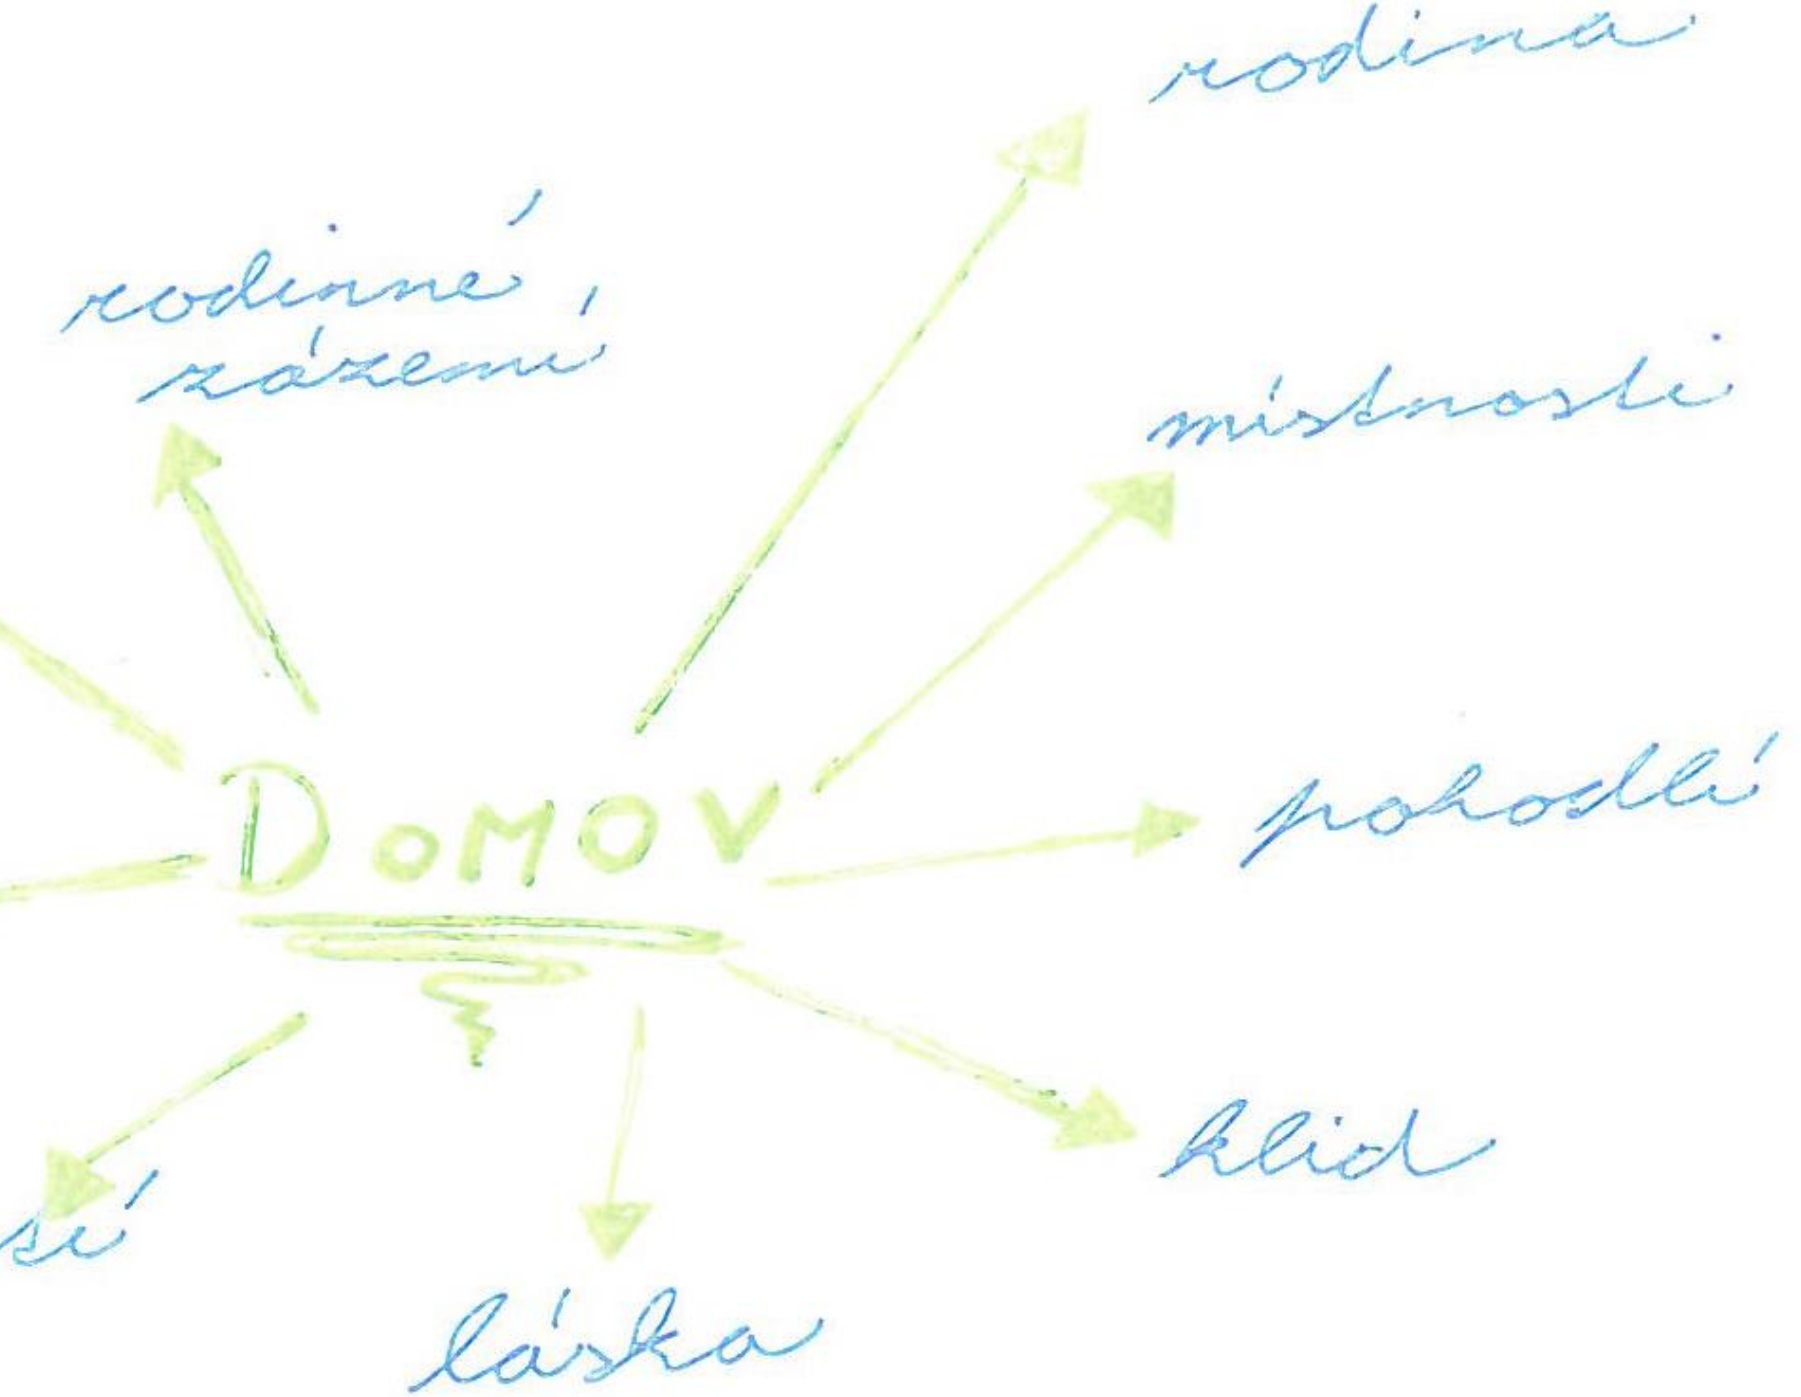 rodina
rodinné
zázemí
místnosti
DOMOV
pohodlí
klid
láska